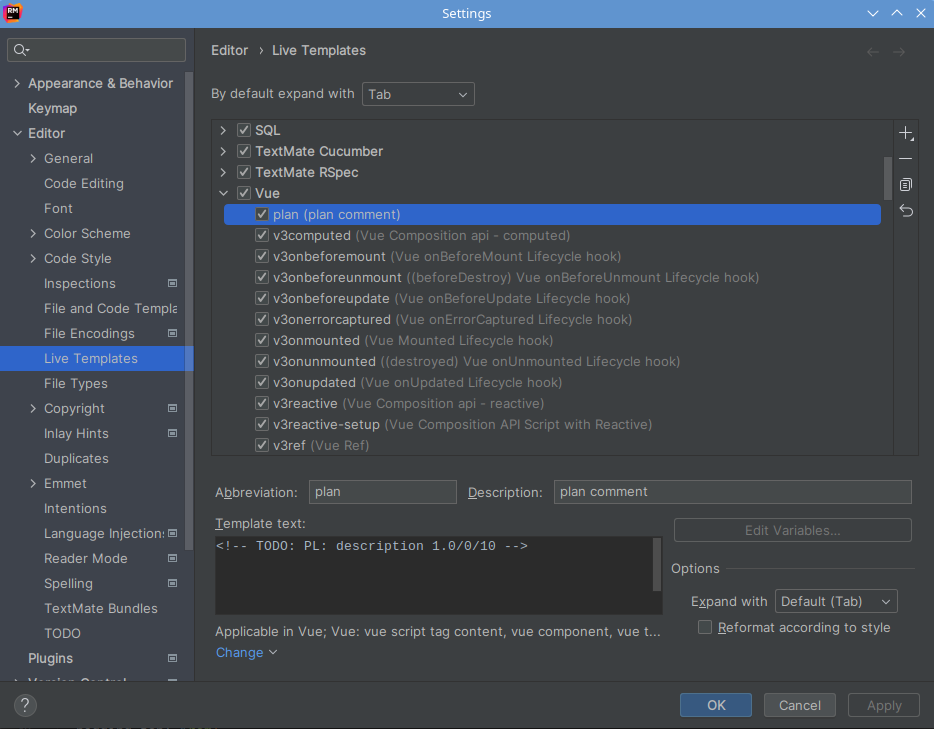 RM
Settings
Editor › Live Templates
By default expand with Tab
Appearance & Behavior
Keymap
Editor
General
Code Editing
Font
Color Scheme
Code Style
Inspections
File and Code Templa
File Encodings
Live Templates
File Types
Copyright
Inlay Hints
Duplicates
Emmet
Intentions
Language Injection
Reader Mode
Spelling
TextMate Bundles
TODO
Plugins
Version Control
SQL
TextMate Cucumber
TextMate RSpec
Vue
plan (plan comment)
v3computed (Vue Composition api - computed)
v3onbeforemount (Vue onBeforeMount Lifecycle hook)
v3onbeforeunmount ((beforeDestroy) Vue onBeforeUnmount Lifecycle hook)
v3onbeforeupdate (Vue onBeforeUpdate Lifecycle hook)
v3onerrorcaptured (Vue onErrorCaptured Lifecycle hook)
v3onmounted (Vue Mounted Lifecycle hook)
v3onunmounted ((destroyed) Vue onUnmounted Lifecycle hook)
v3onupdated (Vue onUpdated Lifecycle hook)
v3reactive (Vue Composition api - reactive)
v3reactive-setup (Vue Composition API Script with Reactive)
v3ref (Vue Ref)
Abbreviation: plan Description: plan comment
Template text:
<!-- TODO: PL: description 1.0/0/10 -->
Applicable in Vue; Vue: vue script tag content, vue component, vue t...
Change
Edit Variables...
Options
Expand with Default (Tab)
Reformat according to style
?
OK Cancel Apply